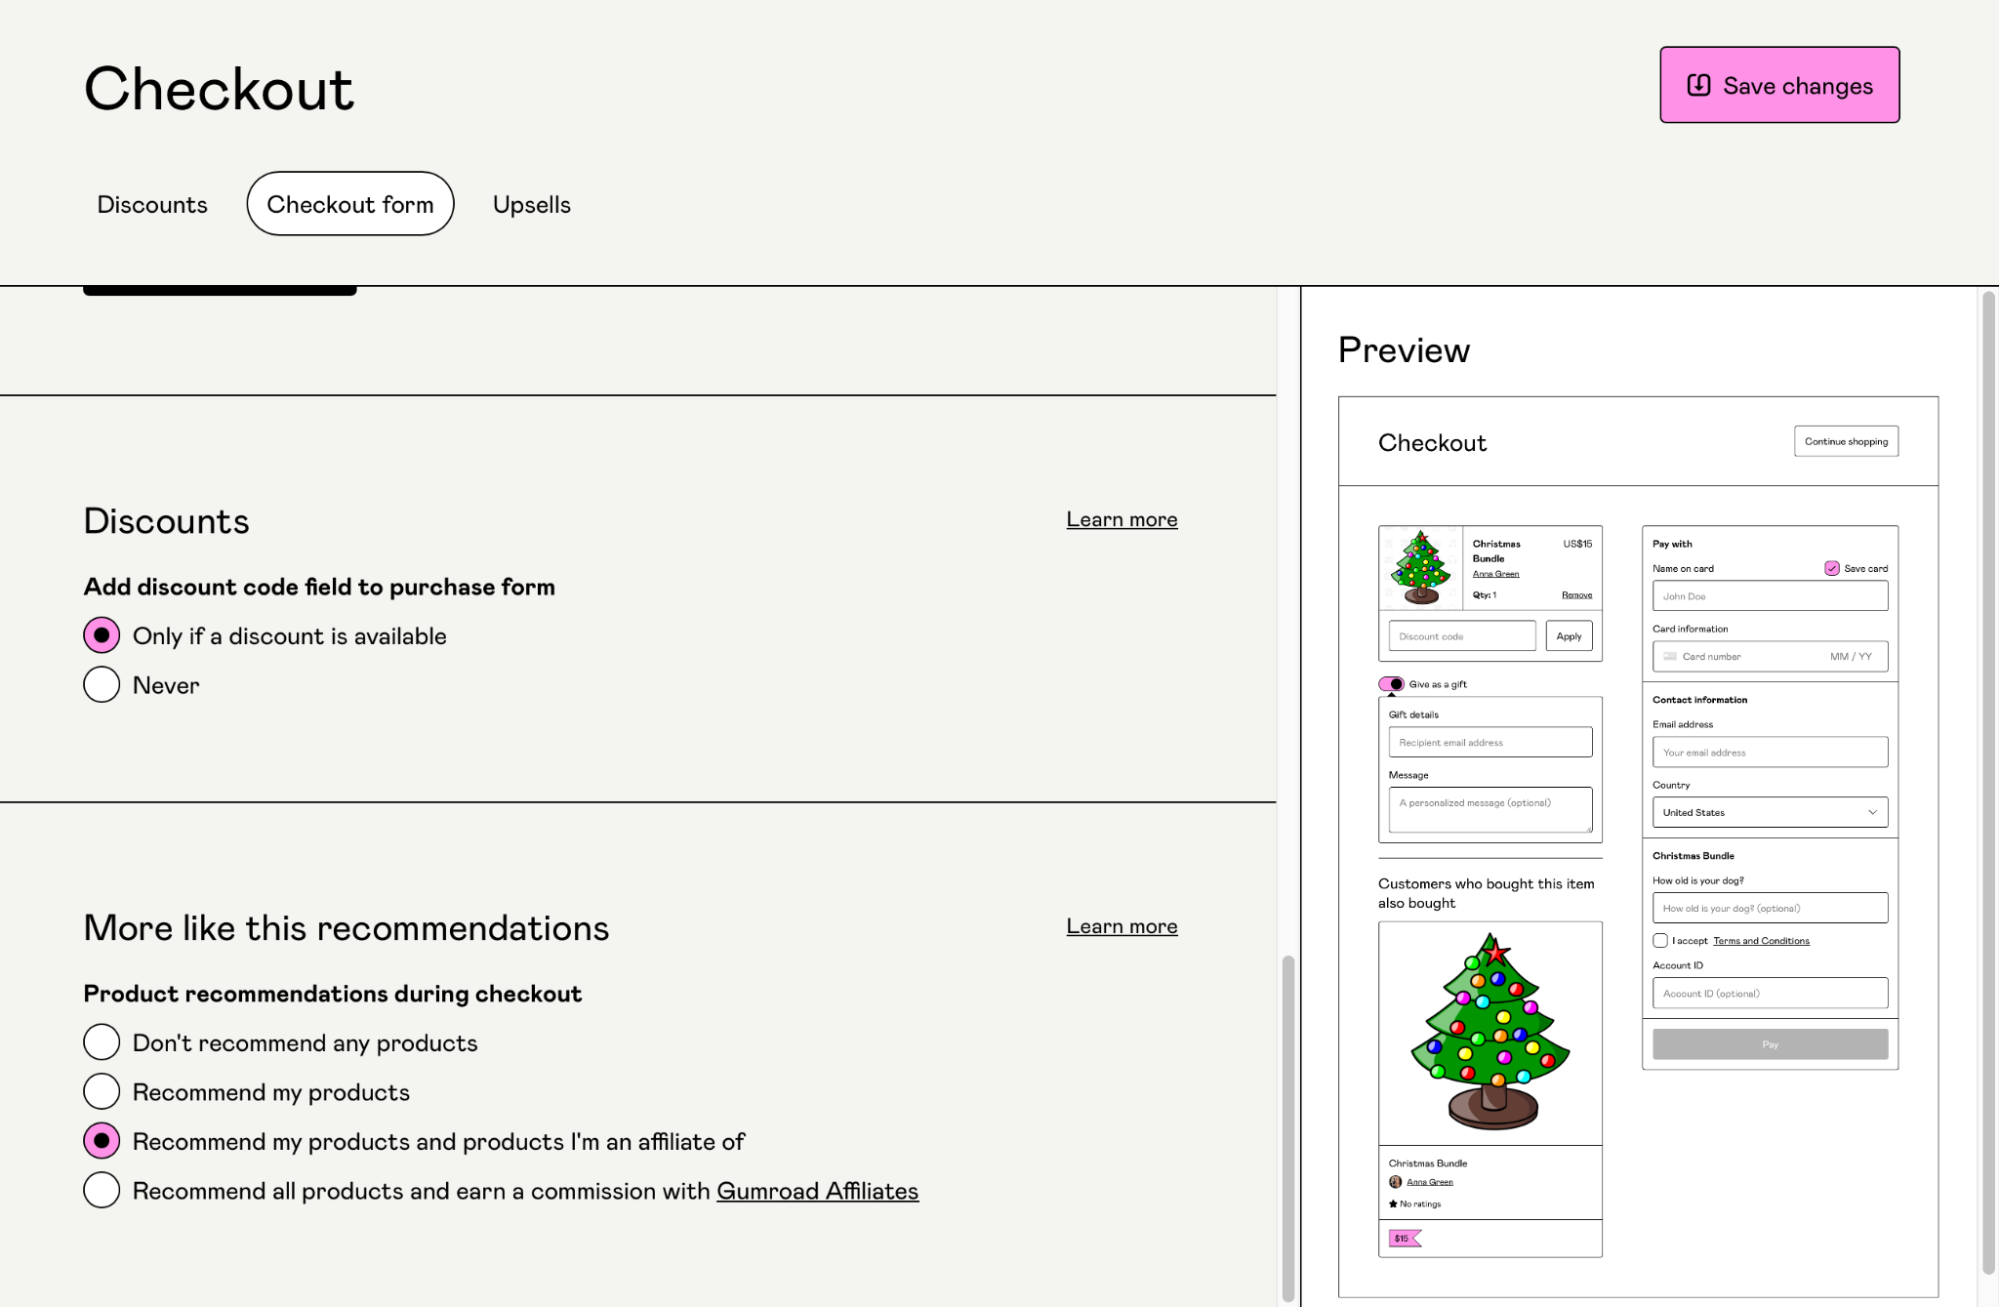 Checkout
Save changes
Discounts
Checkout form
Upsells
Discounts
Learn more
Add discount code field to purchase form
Only if a discount is available
Never
More like this recommendations
Learn more
Product recommendations during checkout
Don't recommend any products
Recommend my products
Recommend my products and products I'm an affiliate of
Recommend all products and earn a commission with Gumroad Affiliates
Preview
Checkout
Continue shopping
Christmas
Bundle
US$15
Anna Green
Qty: 1
Remove
Discount code
Apply
Give as a gift
Gift details
Recipient email address
Message
A personalized message (optional)
Customers who bought this item
also bought
Christmas Bundle
Anna Green
No ratings
$15
Pay with
Name on card
Save card
John Doe
Card information
Card number
MM / YY
Contact information
Email address
Your email address
Country
United States
Christmas Bundle
How old is your dog?
How old is your dog? (optional)
I accept Terms and Conditions
Account ID
Account ID (optional)
Pay